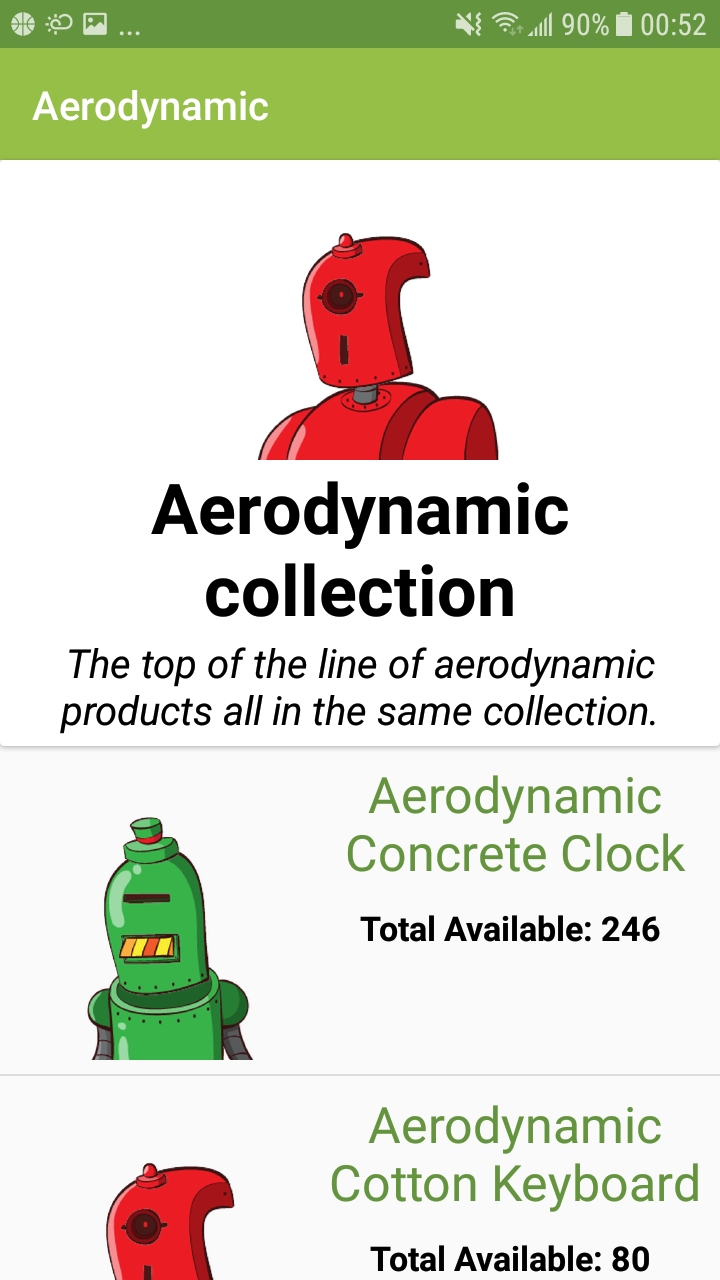 ... 90% 00:52
Aerodynamic
Aerodynamic
collection
The top of the line of aerodynamic
products all in the same collection.
Aerodynamic
Concrete Clock
Total Available: 246
Aerodynamic
Cotton Keyboard
Total Available: 80